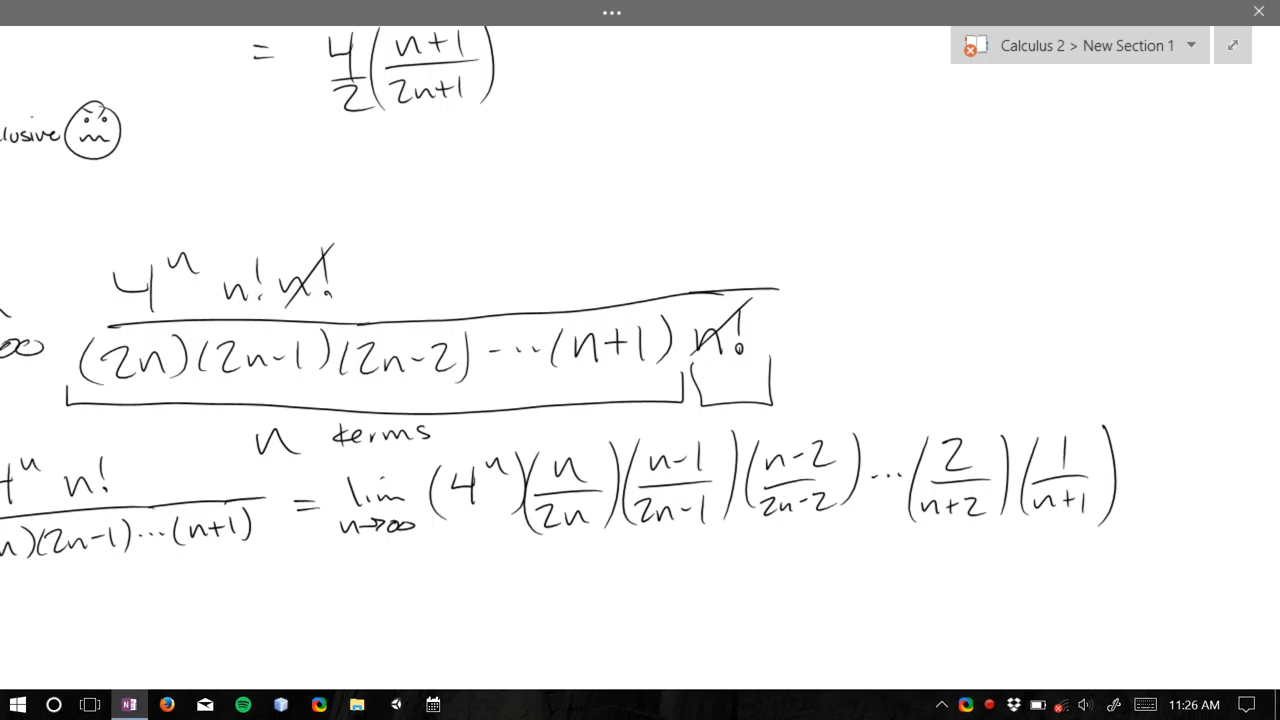 Calculus 2 > New Section 1
= 4/2 ( n+1 / 2n+1 )
lusive
4^n n! n!
∞ (2n)(2n-1)(2n-2) ... (n+1) n!
n terms
4^n n! / n)(2n-1)...(n+1) = lim n→∞ (4^n)(n/2n)(n-1/2n-1)(n-2/2n-2) ... (2/n+2)(1/n+1)
11:26 AM